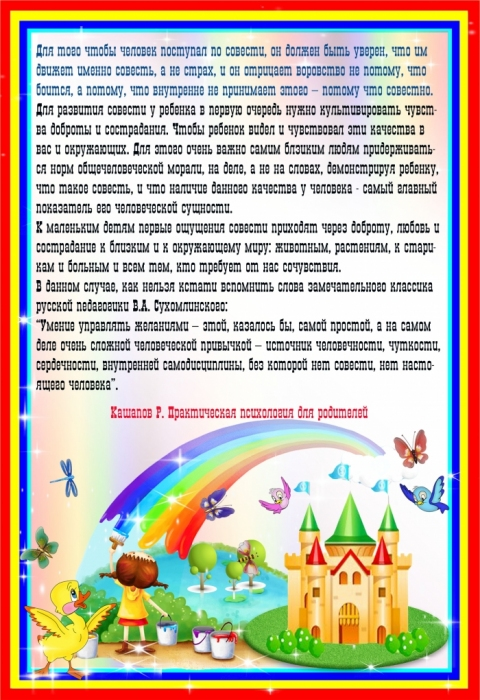 Для того чтобы человек поступал по совести, он должен быть уверен, что им
движет именно совесть, а не страх, и он отрицает воровство не потому, что
боится, а потому, что внутренне не принимает этого – потому что совестно.
Для развития совести у ребенка в первую очередь нужно культивировать чувст-
ва доброты и сострадания. Чтобы ребенок видел и чувствовал эти качества в
вас и окружающих. Для этого очень важно самим близким людям придерживать-
ся норм общечеловеческой морали, на деле, а не на словах, демонстрируя ребенку,
что такое совесть, и что наличие данного качества у человека - самый главный
показатель его человеческой сущности.
К маленьким детям первые ощущения совести приходят через доброту, любовь и
сострадание к близким и к окружающему миру: животным, растениям, к стари-
кам и больным и всем тем, кто требует от нас сочувствия.
В данном случае, как нельзя кстати вспомнить слова замечательного классика
русской педагогики В.А. Сухомлинского:
“Умение управлять желаниями – этой, казалось бы, самой простой, а на самом
деле очень сложной человеческой привычкой – источник человечности, чуткости,
сердечности, внутренней самодисциплины, без которой нет совести, нет насто-
ящего человека”.
Кашапов Р. Практическая психология для родителей